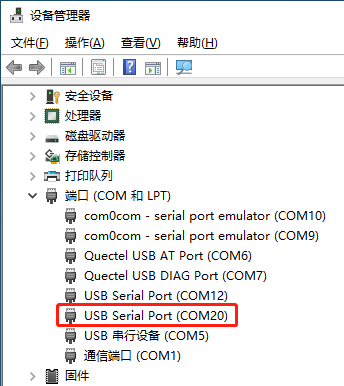 设备管理器
文件(F) 操作(A) 查看(V) 帮助(H)
安全设备
处理器
磁盘驱动器
存储控制器
打印队列
端口 (COM 和 LPT)
com0com - serial port emulator (COM10)
com0com - serial port emulator (COM9)
Quectel USB AT Port (COM6)
Quectel USB DIAG Port (COM7)
USB Serial Port (COM12)
USB Serial Port (COM20)
USB 串行设备 (COM5)
通信端口 (COM1)
固件